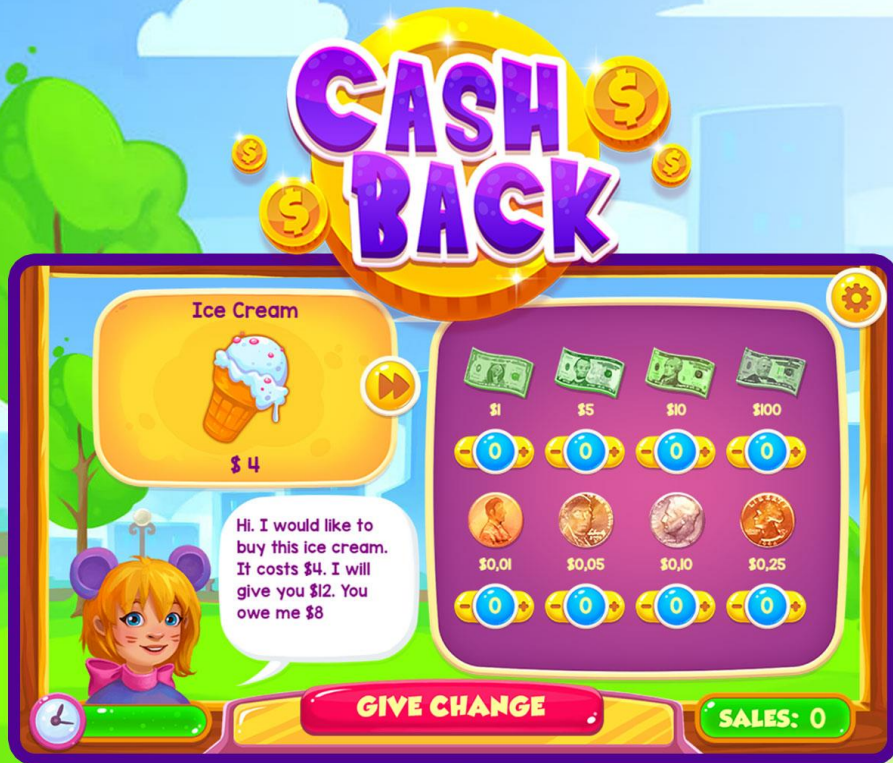 CASH
BACK
Ice Cream
$ 4
Hi. I would like to
buy this ice cream.
It costs $4. I will
give you $12. You
owe me $8
$1 $5 $10 $100
0 0 0 0
$0,01 $0,05 $0,10 $0,25
0 0 0 0
GIVE CHANGE
SALES: 0